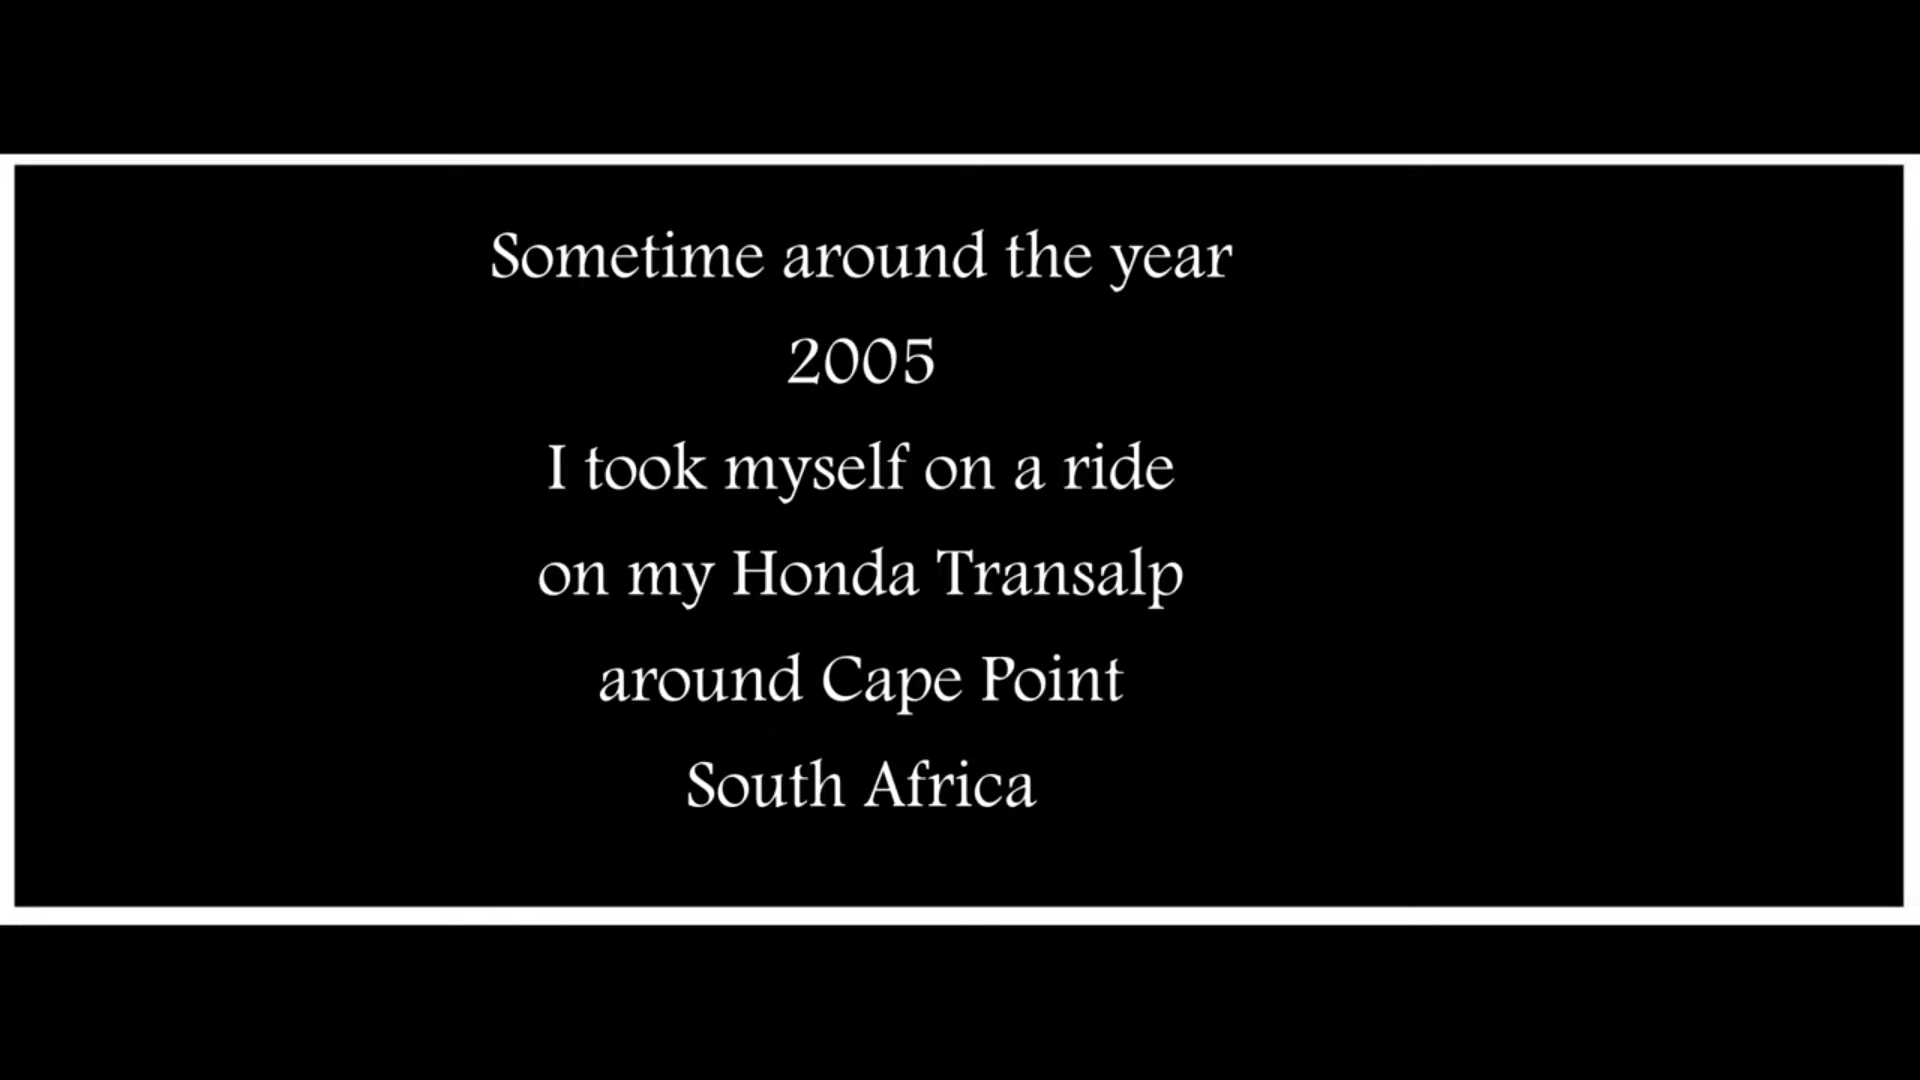 Sometime around the year
2005
I took myself on a ride
on my Honda Transalp
around Cape Point
South Africa